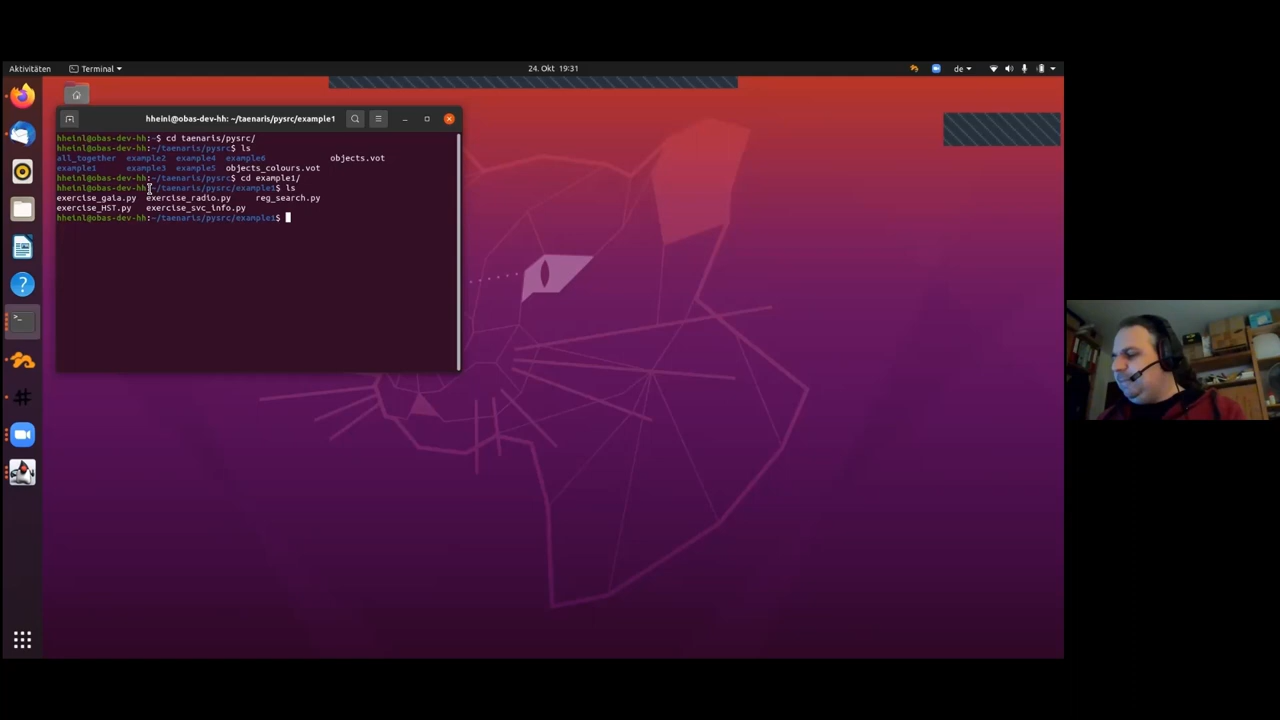 Aktivitäten Terminal 24. Okt 19:31 de
hheinl@obas-dev-hh: ~/taenaris/pysrc/example1
hheinl@obas-dev-hh:~$ cd taenaris/pysrc/
hheinl@obas-dev-hh:~/taenaris/pysrc$ ls
all_together example2 example4 example6 objects.vot
example1 example3 example5 objects_colours.vot
hheinl@obas-dev-hh:~/taenaris/pysrc$ cd example1/
hheinl@obas-dev-hh:~/taenaris/pysrc/example1$ ls
exercise_gaia.py exercise_radio.py reg_search.py
exercise_HST.py exercise_svc_info.py
hheinl@obas-dev-hh:~/taenaris/pysrc/example1$